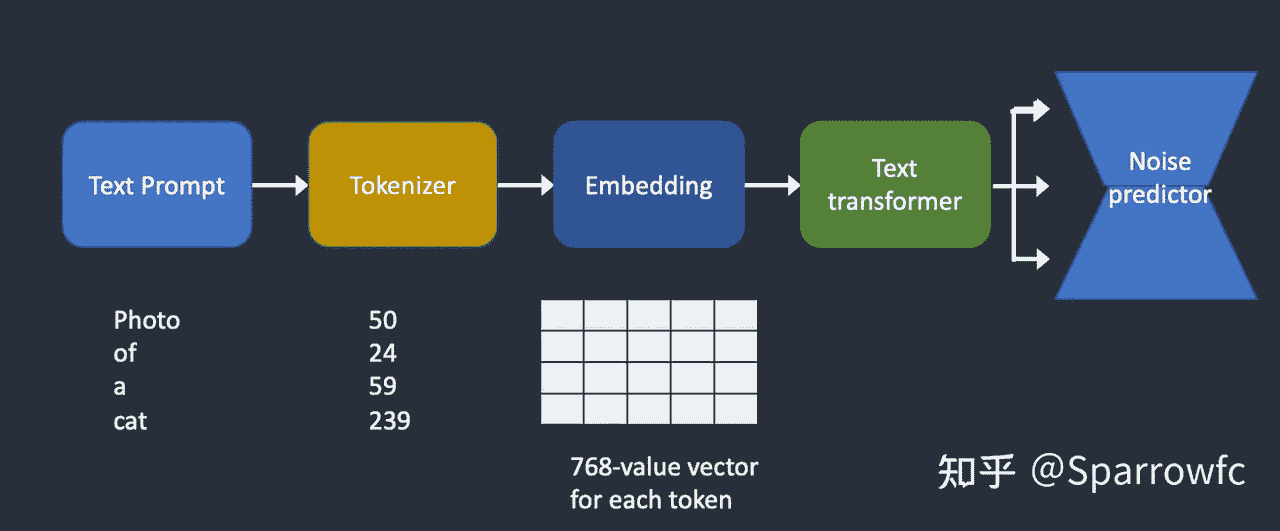 Text Prompt
Tokenizer
Embedding
Text
transformer
Noise
predictor
Photo
of
a
cat
50
24
59
239
768-value vector
for each token
知乎 @Sparrowfc